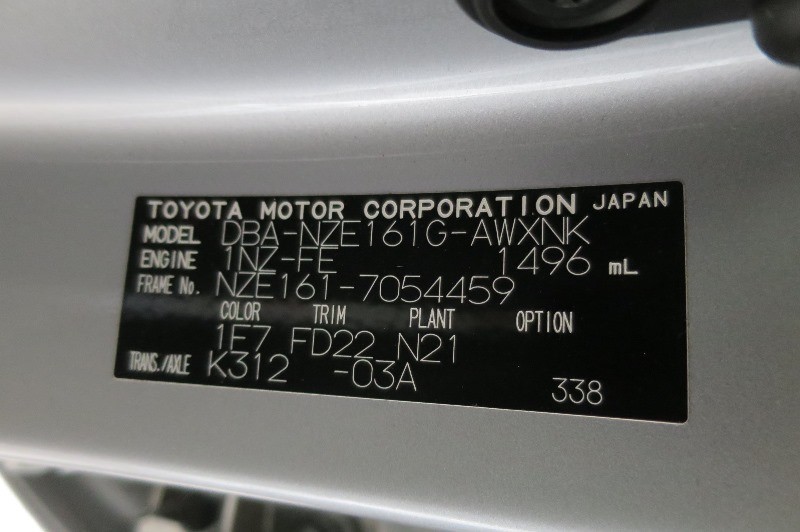 TOYOTA MOTOR CORPORATION JAPAN
MODEL DBA-NZE161G-AWXNK
ENGINE 1NZ-FE 1496 mL
FRAME No. NZE161-7054459
COLOR TRIM PLANT OPTION
1F7 FD22 N21
TRANS./AXLE K312 -03A 338